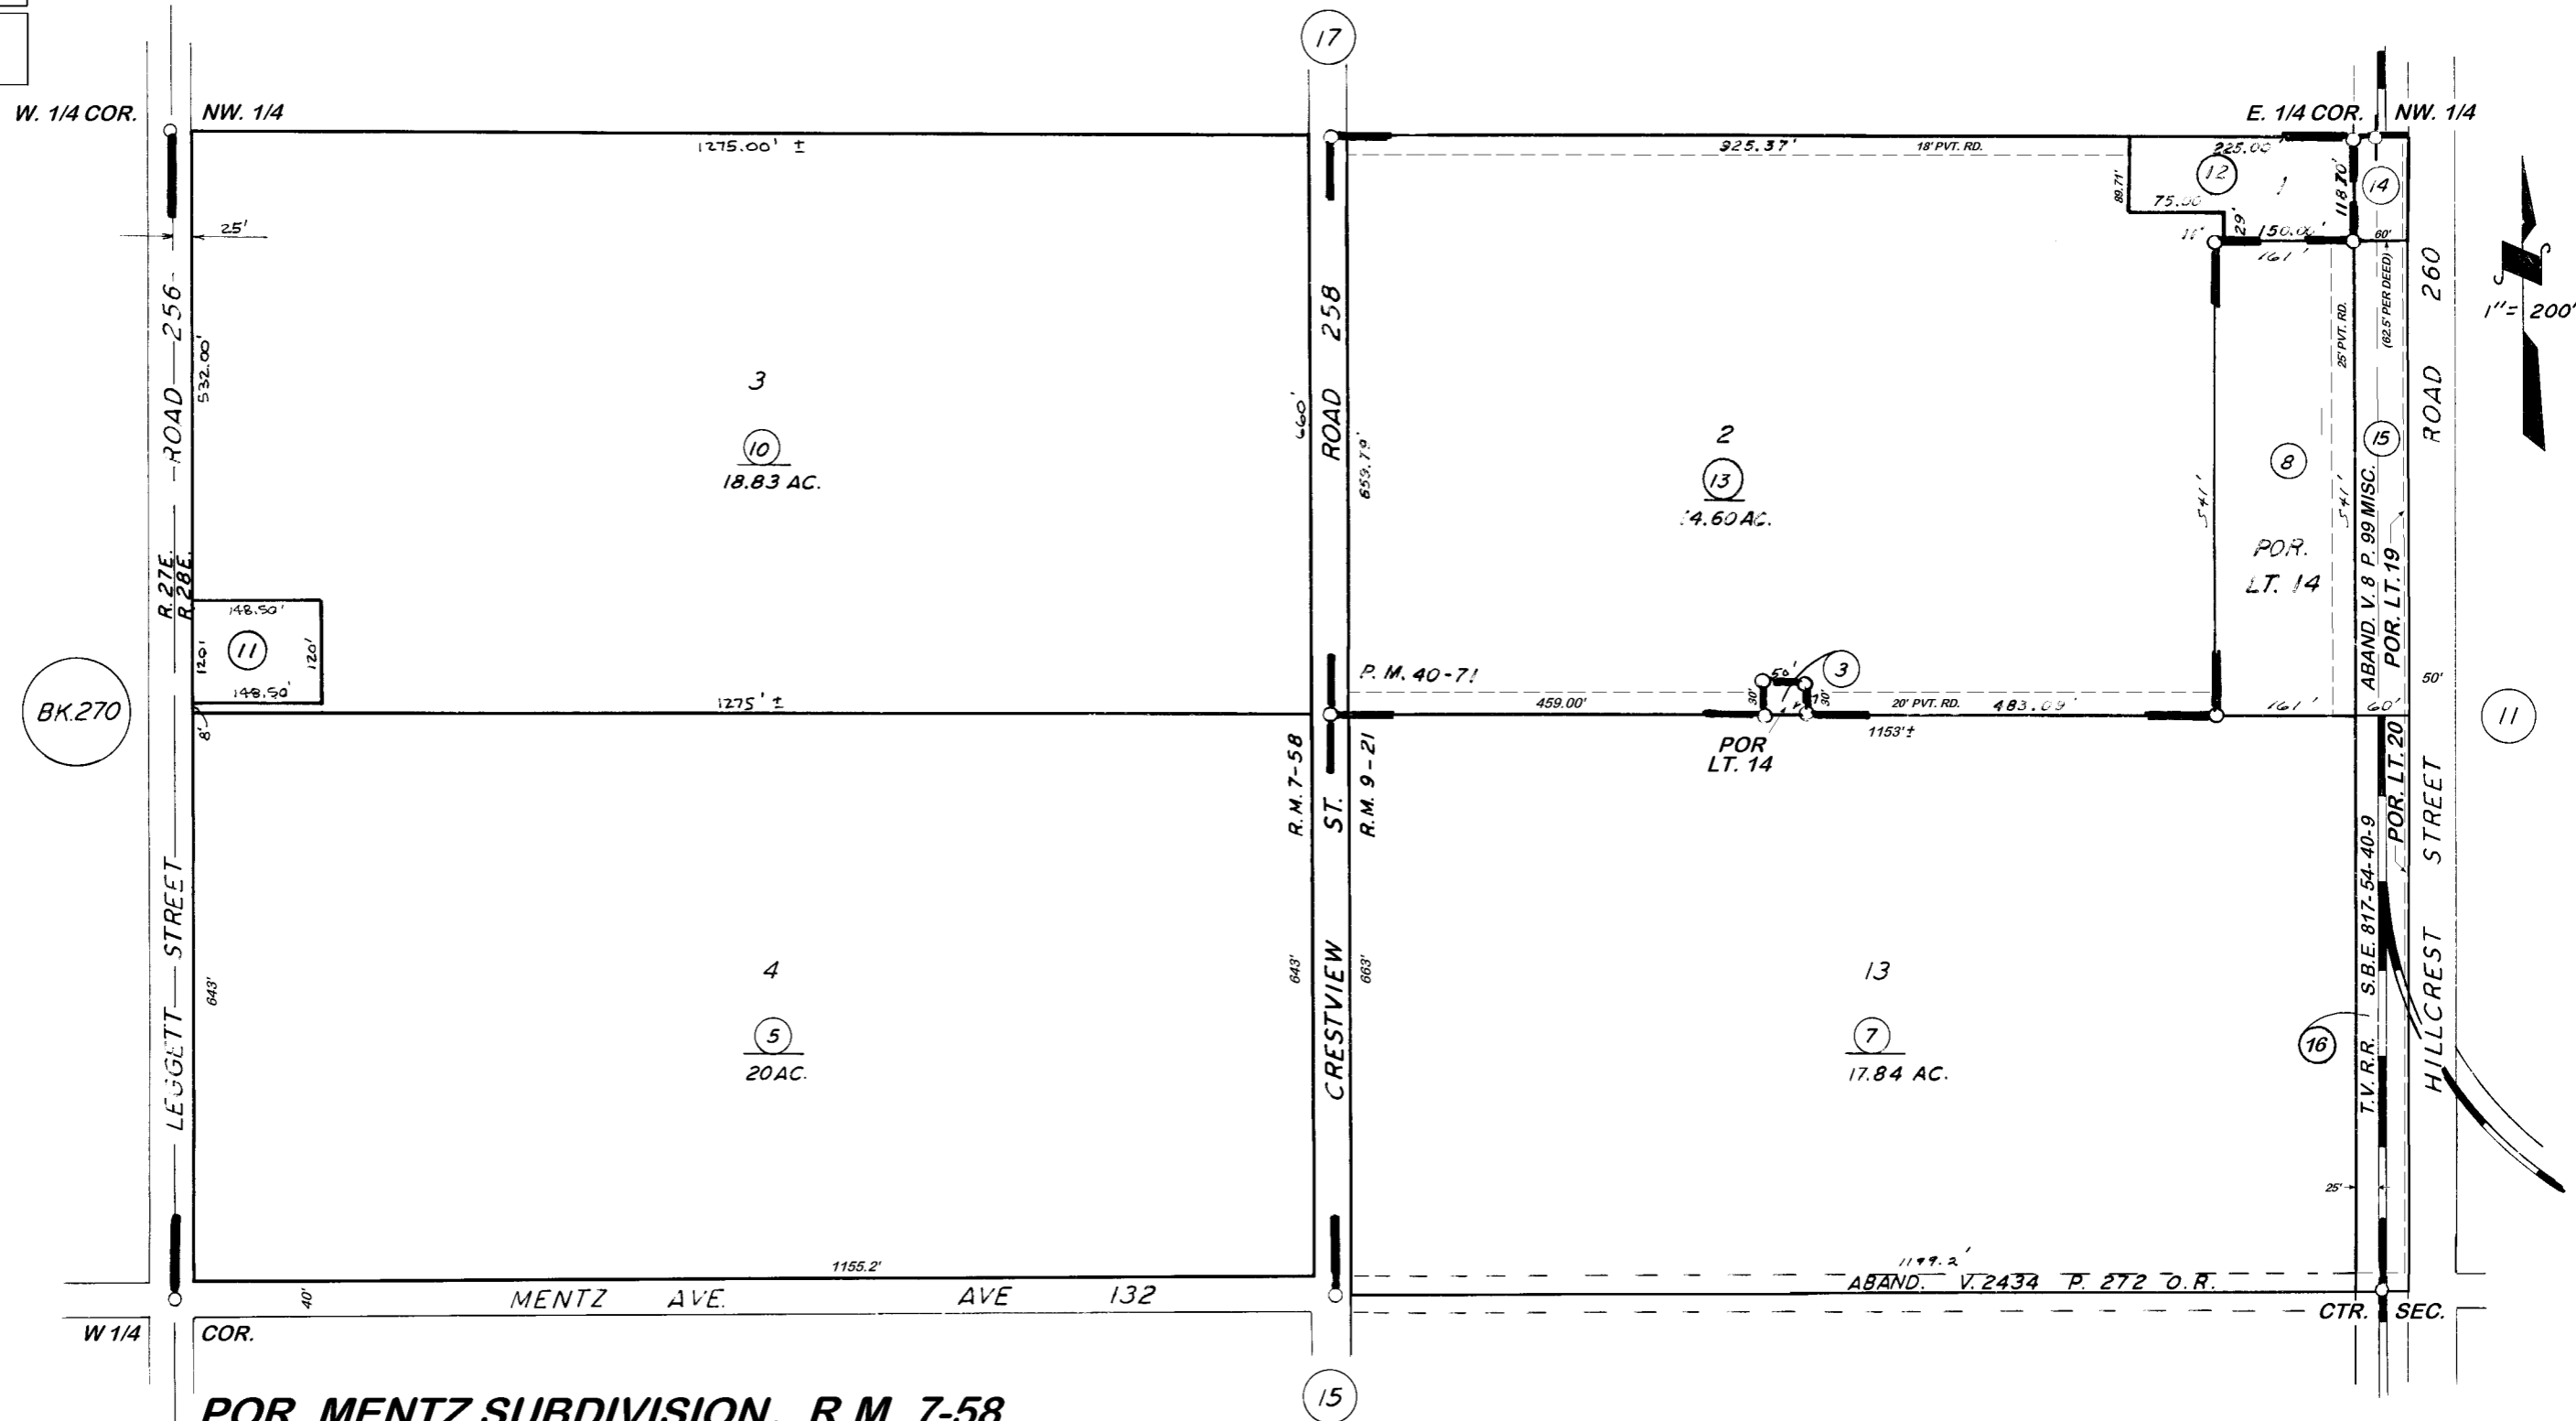 17
W. 1/4 COR.
NW. 1/4
E. 1/4 COR.
NW. 1/4
1275.00' ±
925.37'
18' PVT. RD.
225.00'
12
1
14
89.71'
75.00
29'
118.70'
11'
150.00'
161'
60'
25'
ROAD 256
532.00'
R. 27E.
R. 28E.
3
10
18.83 AC.
660'
ROAD 258
659.79'
2
13
14.60 AC.
541'
8
POR.
LT. 14
25' PVT. RD.
541'
(62.5' PER DEED)
15
ABAND. V. 8 P. 99 MISC.
POR. LT. 19
ROAD 260
1"= 200'
148.50'
120'
11
120'
148.50'
8'
BK.270
1275' ±
P. M. 40-71
50'
3
30'
30'
459.00'
20' PVT. RD.
483.09'
161'
60'
50'
11
1153'±
POR
LT. 14
R.M. 7-58
CRESTVIEW ST.
R.M. 9-21
POR. LT. 20
LEGGETT STREET
643'
4
5
20 AC.
643'
663'
13
7
17.84 AC.
T.V. R.R. S.B.E. 817-54-40-9
16
HILLCREST STREET
25'
1155.2'
1199.2'
40'
MENTZ AVE. AVE 132
ABAND. V. 2434 P. 272 O.R.
W 1/4 COR.
CTR. SEC.
15
POR. MENTZ SUBDIVISION, R.M. 7-58